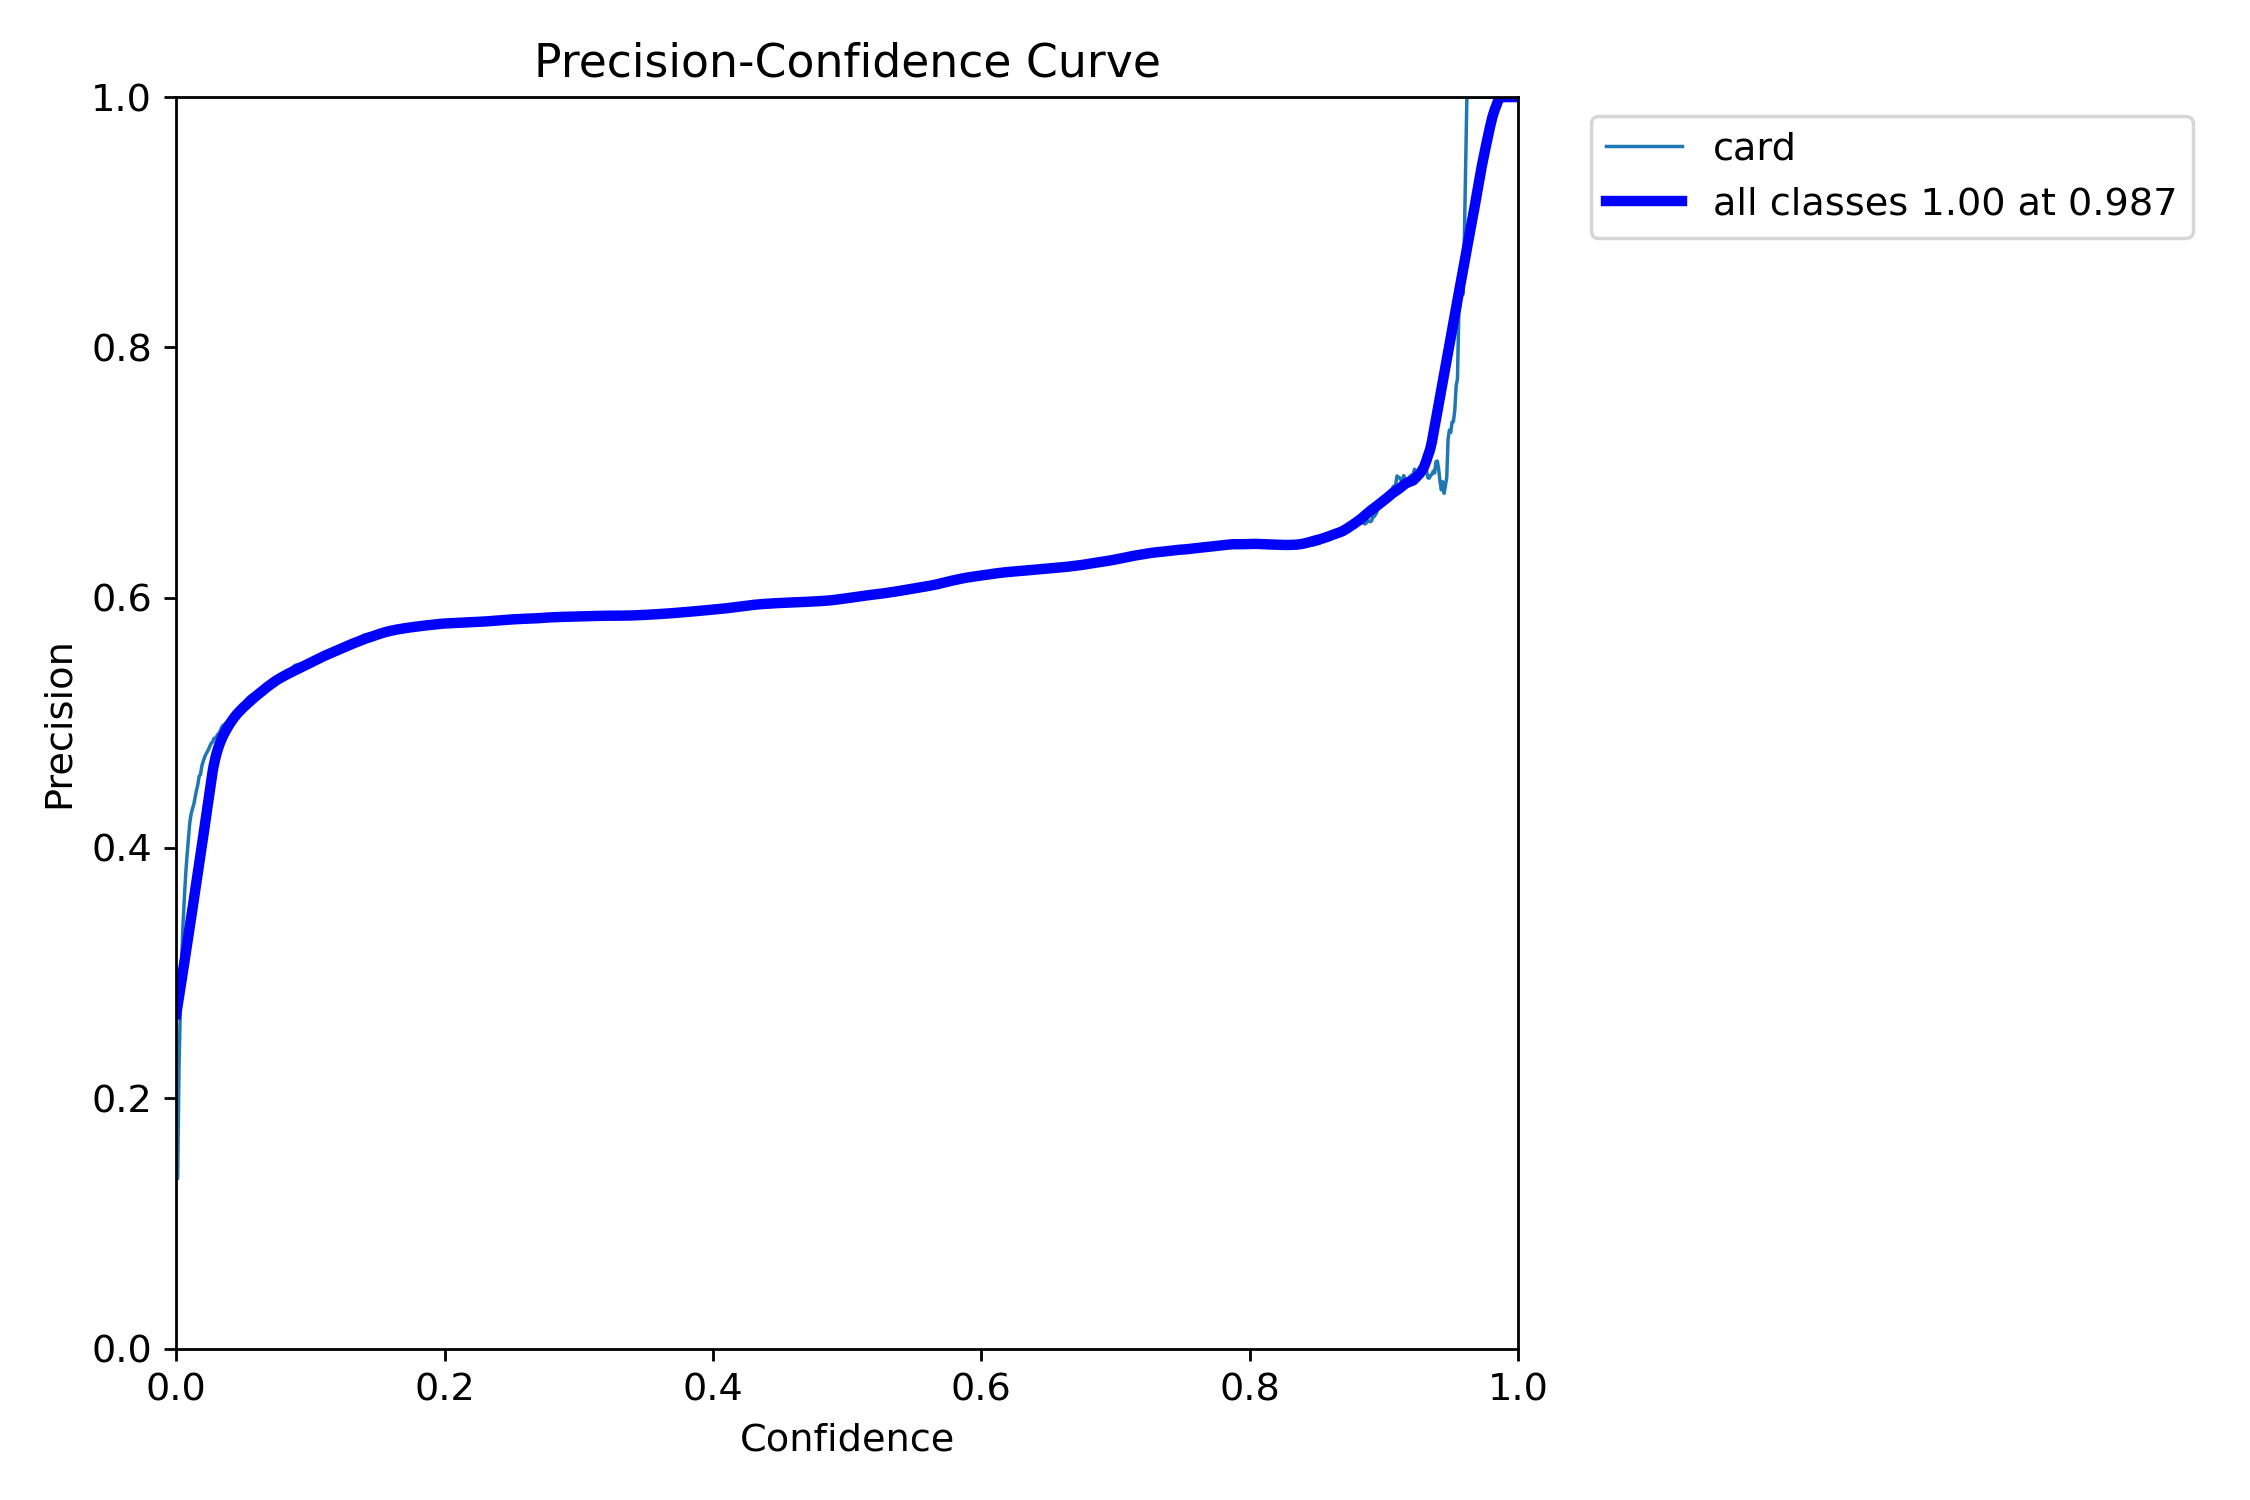 Precision-Confidence Curve
1.0
0.8
0.6
0.4
0.2
0.0
Precision
0.0 0.2 0.4 0.6 0.8 1.0
Confidence
card
all classes 1.00 at 0.987